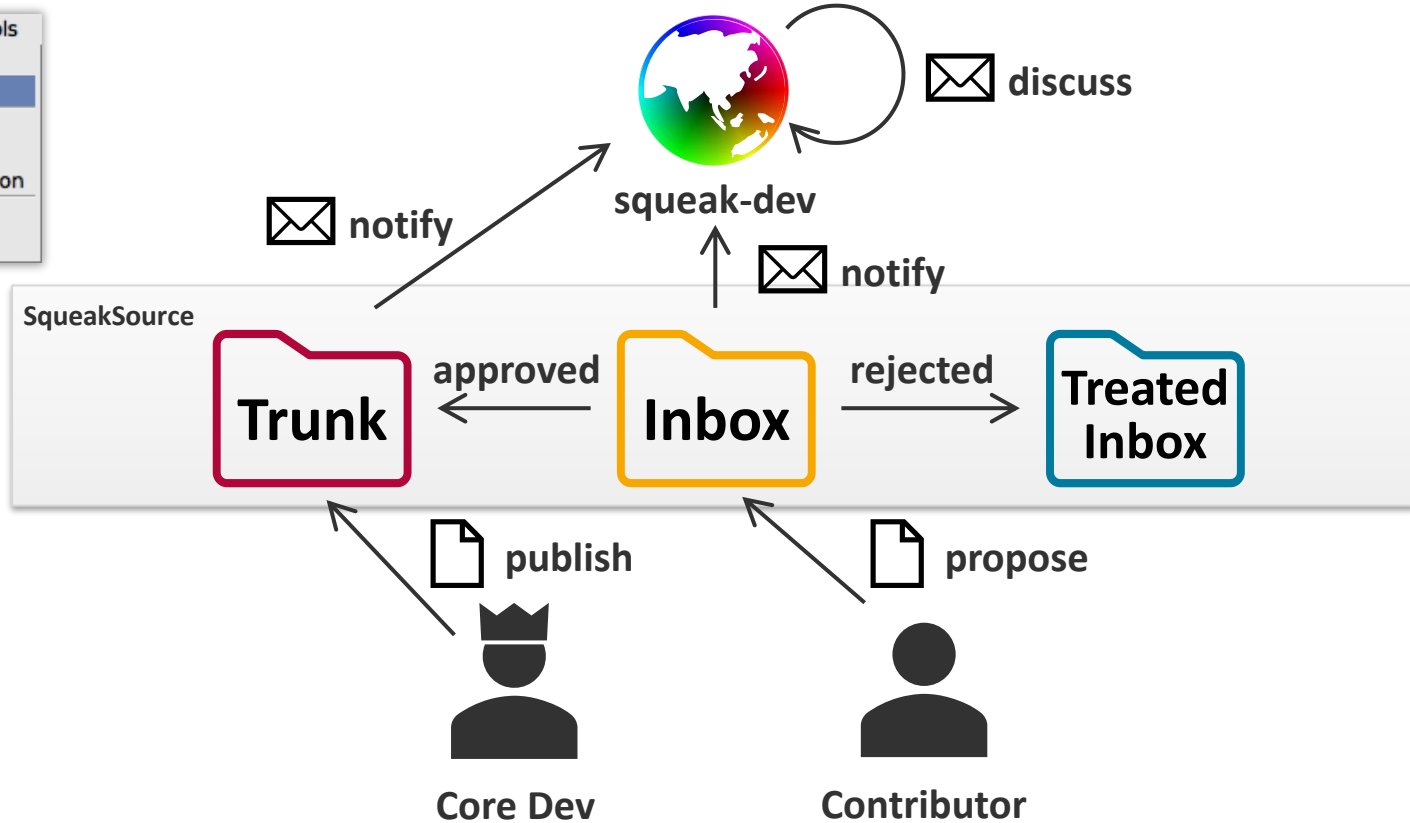 discuss
squeak-dev
notify
notify
SqueakSource
approved
rejected
Trunk
Inbox
Treated
Inbox
publish
propose
Core Dev
Contributor